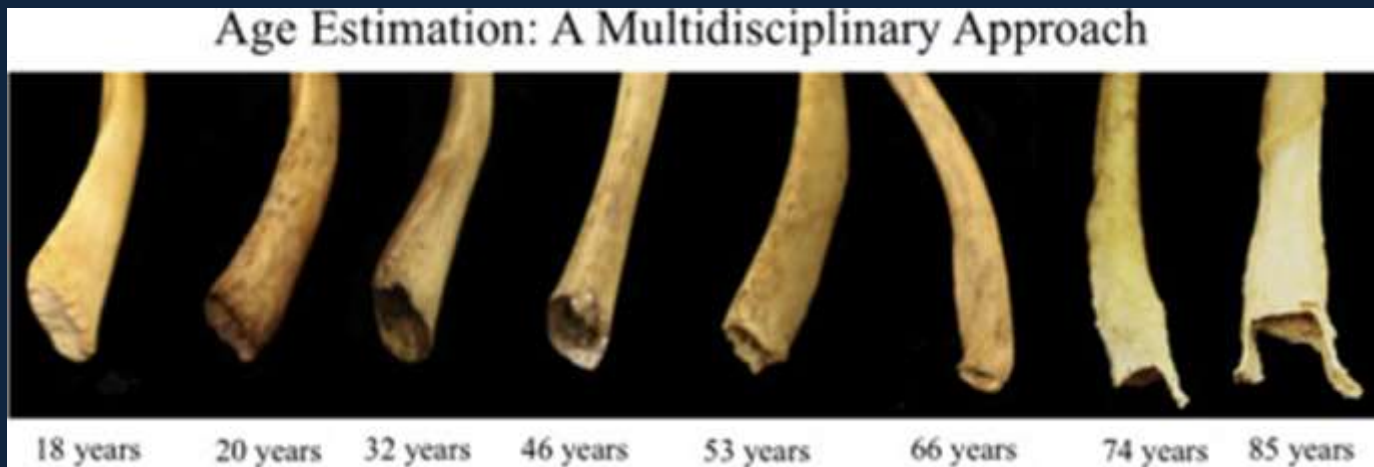 Age Estimation: A Multidisciplinary Approach
18 years 20 years 32 years 46 years 53 years 66 years 74 years 85 years